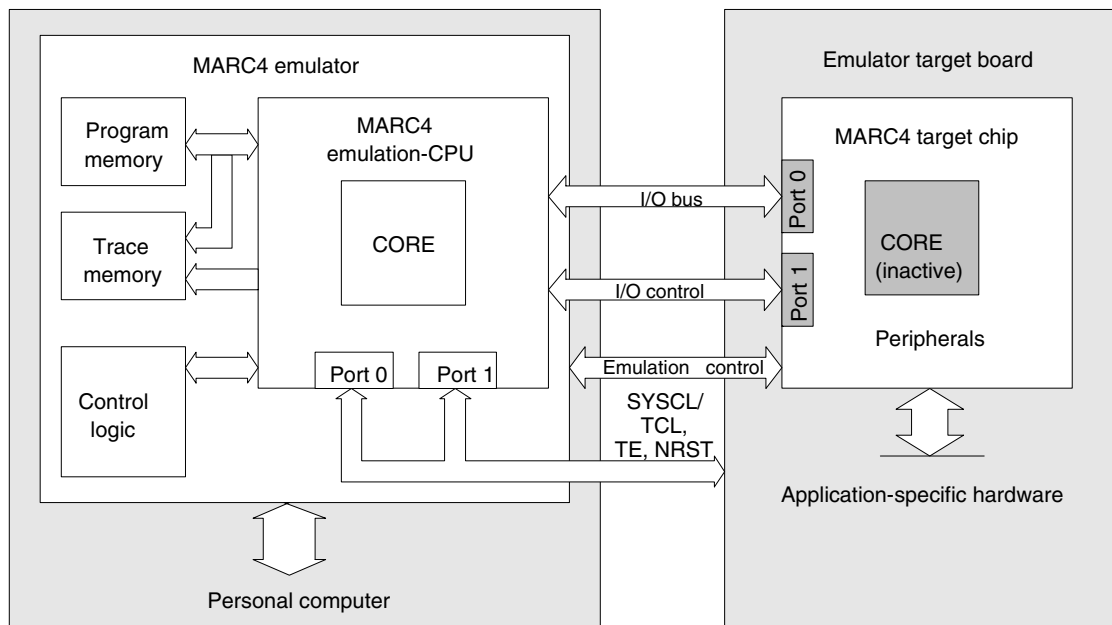 MARC4 emulator
Program
memory
Trace
memory
Control
logic
MARC4
emulation-CPU
CORE
Port 0
Port 1
I/O bus
I/O control
Emulation control
SYSCL/
TCL,
TE, NRST
Personal computer
Emulator target board
MARC4 target chip
Port 0
Port 1
CORE
(inactive)
Peripherals
Application-specific hardware